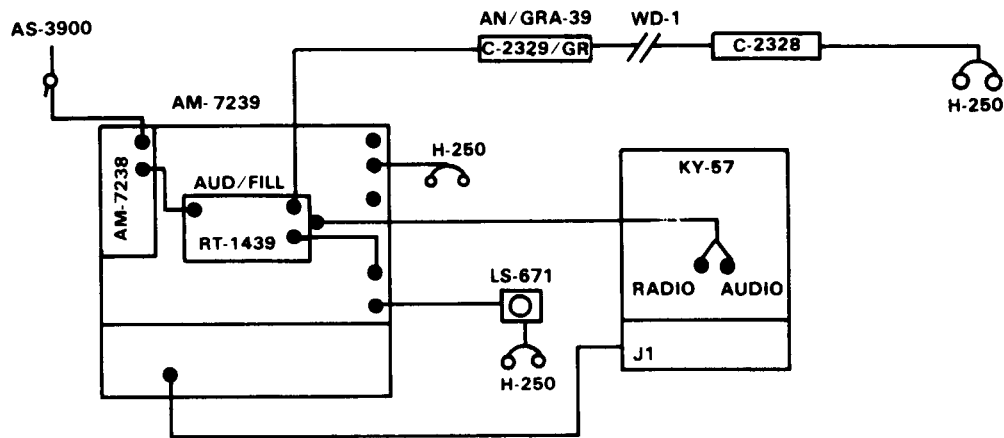 AS-3900
AN/GRA-39
WD-1
C-2329/GR
C-2328
H-250
AM-7239
H-250
AM-7238
AUD/FILL
RT-1439
KY-57
RADIO AUDIO
LS-671
H-250
J1